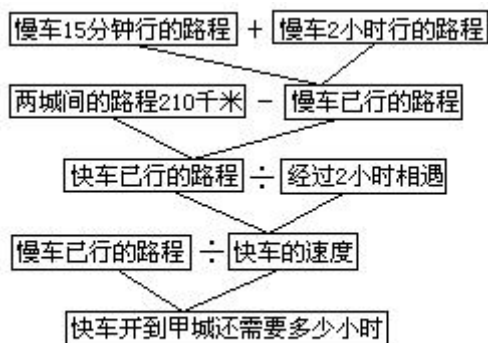 慢车15分钟行的路程 + 慢车2小时行的路程
两城间的路程210千米 - 慢车已行的路程
快车已行的路程 ÷ 经过2小时相遇
慢车已行的路程 ÷ 快车的速度
快车开到甲城还需要多少小时